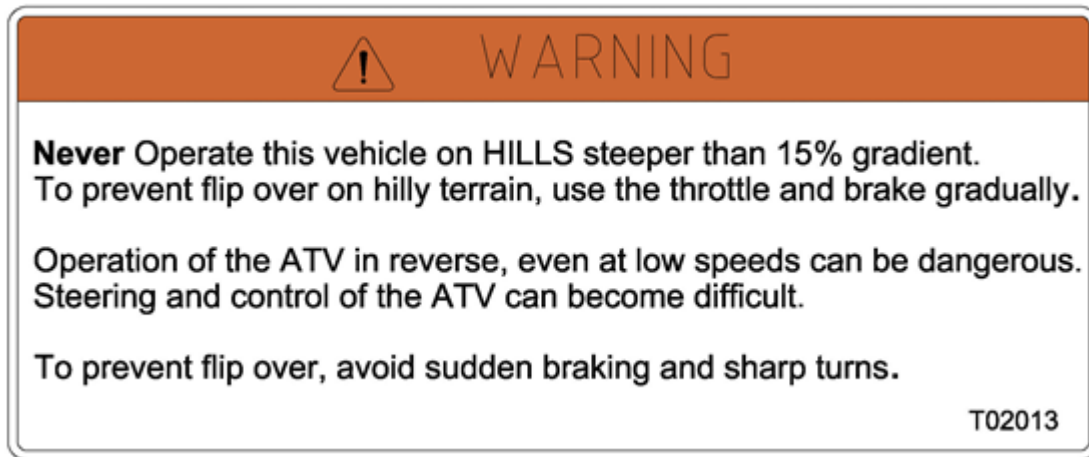 WARNING
Never Operate this vehicle on HILLS steeper than 15% gradient.
To prevent flip over on hilly terrain, use the throttle and brake gradually.
Operation of the ATV in reverse, even at low speeds can be dangerous.
Steering and control of the ATV can become difficult.
To prevent flip over, avoid sudden braking and sharp turns.
T02013